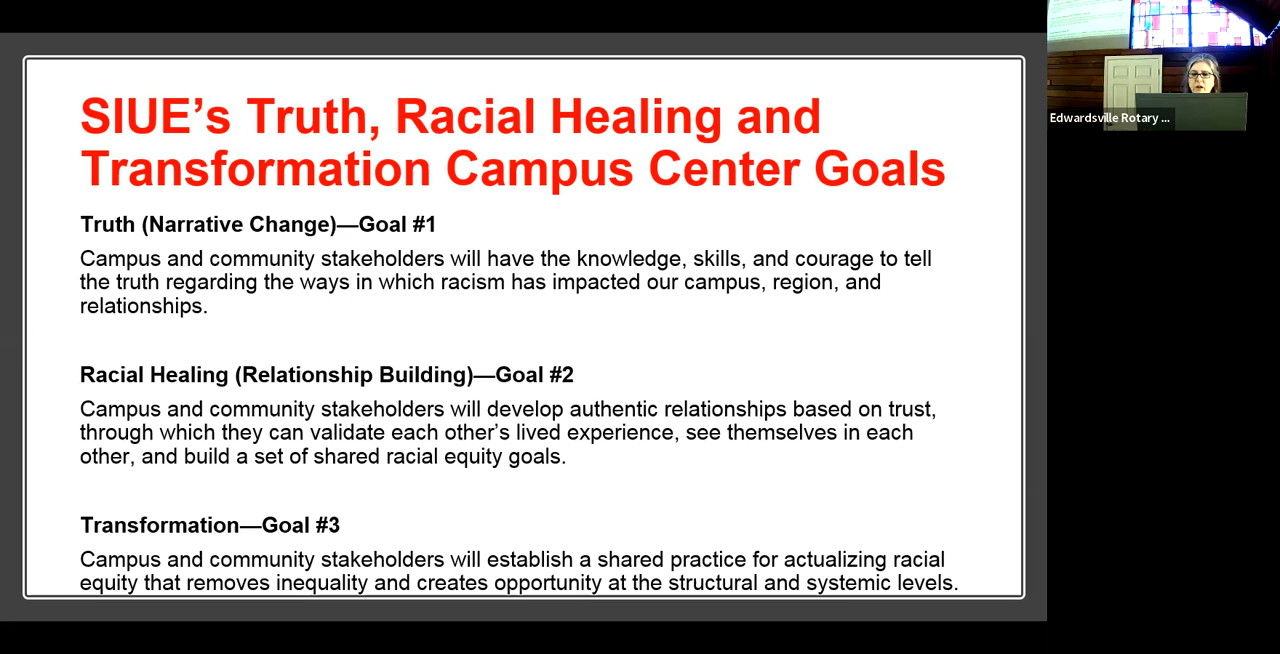 SIUE’s Truth, Racial Healing and
Transformation Campus Center Goals
Truth (Narrative Change)—Goal #1
Campus and community stakeholders will have the knowledge, skills, and courage to tell
the truth regarding the ways in which racism has impacted our campus, region, and
relationships.
Racial Healing (Relationship Building)—Goal #2
Campus and community stakeholders will develop authentic relationships based on trust,
through which they can validate each other’s lived experience, see themselves in each
other, and build a set of shared racial equity goals.
Transformation—Goal #3
Campus and community stakeholders will establish a shared practice for actualizing racial
equity that removes inequality and creates opportunity at the structural and systemic levels.
Edwardsville Rotary ...